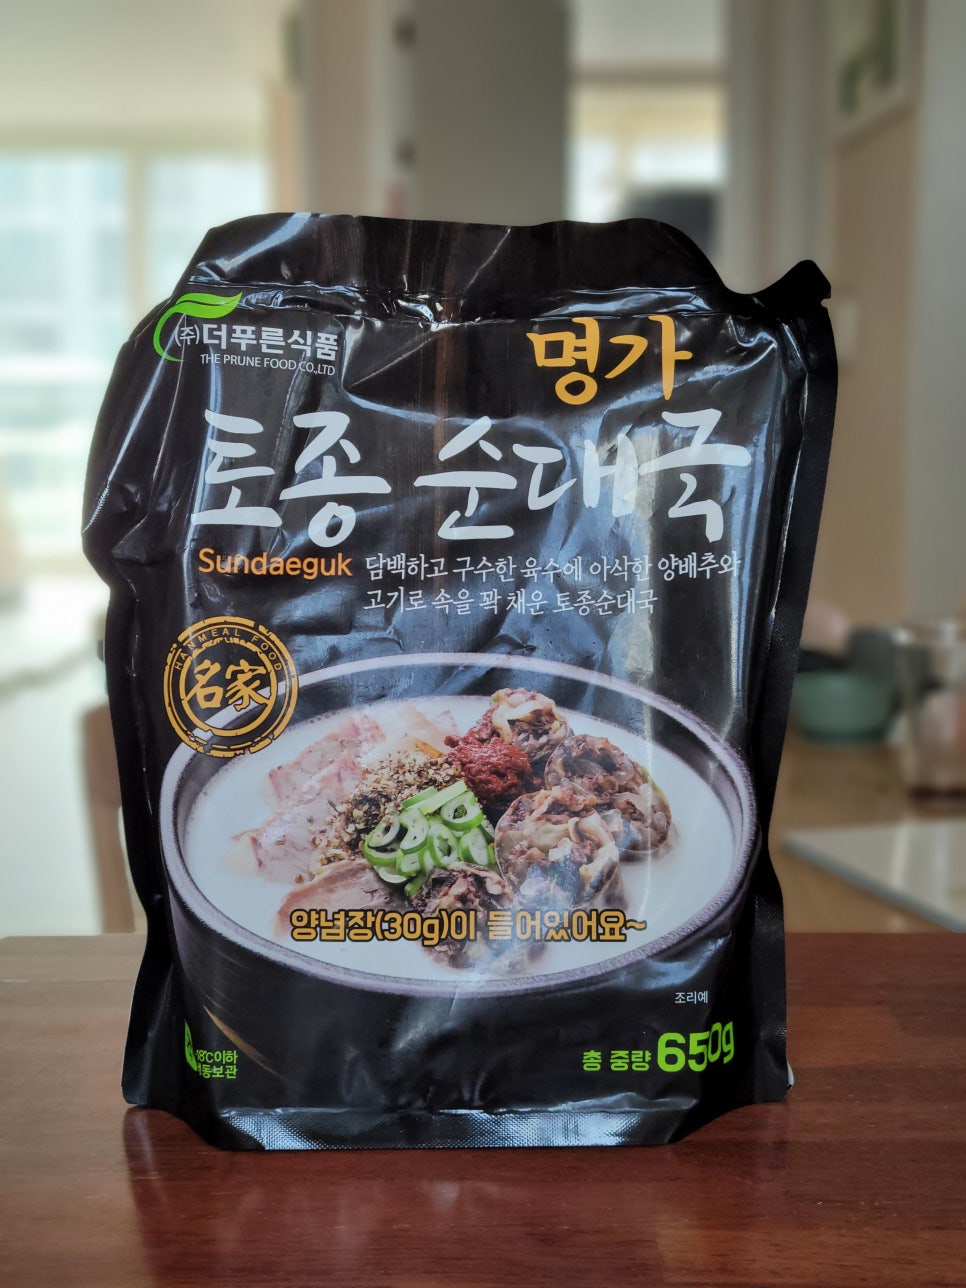 (주)더푸른식품
THE PRUNE FOOD CO.,LTD
명가
토종 순대국
Sundaeguk
담백하고 구수한 육수에 아삭한 양배추와
고기로 속을 꽉 채운 토종순대국
HANMEAL FOOD
名家
양념장(30g)이 들어있어요~
조리예
-18℃이하
냉동보관
총 중량 650g